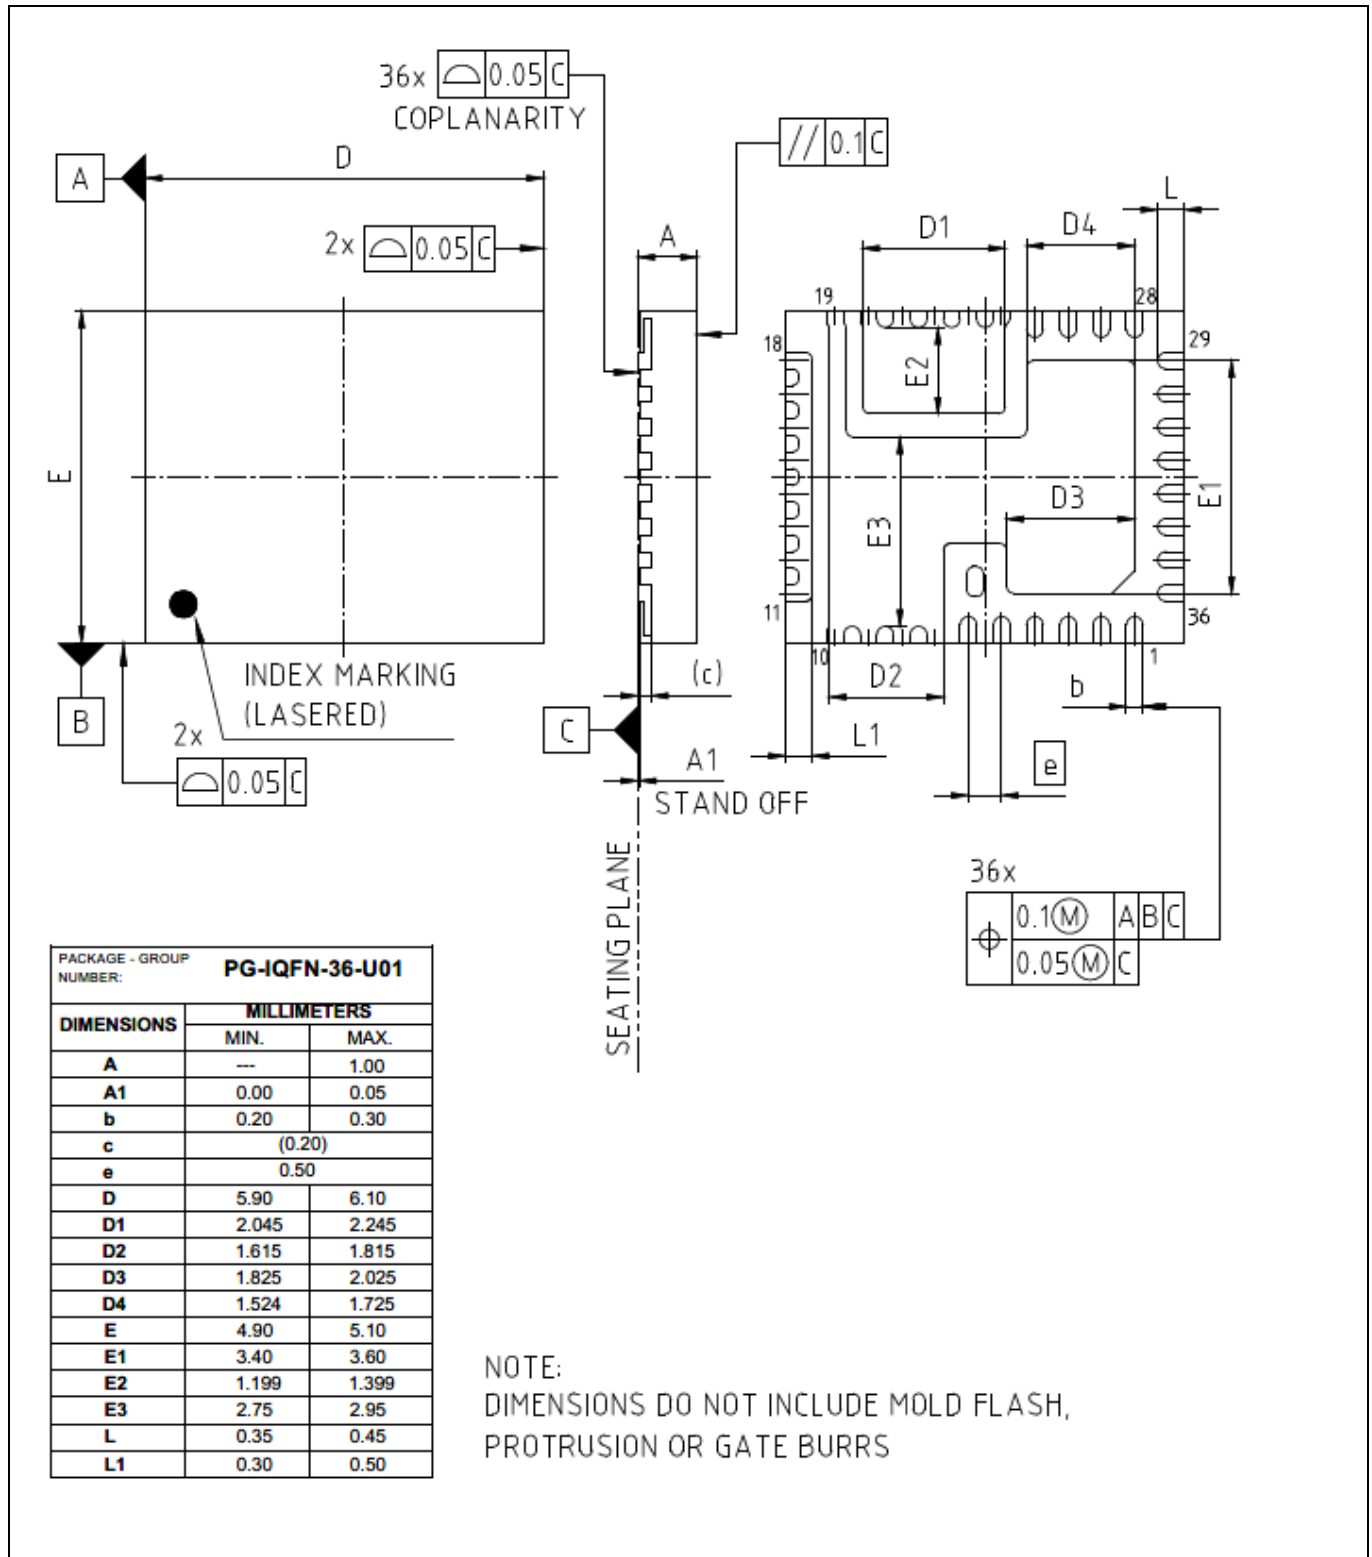 36x ⌓ 0.05 C
COPLANARITY
// 0.1 C
A
D
2x ⌓ 0.05 C
A
D1
D4
L
19
28
18
29
E2
E
E3
D3
E1
11
36
10
1
INDEX MARKING
(LASERED)
(c)
D2
b
B
2x
⌓ 0.05 C
C
A1
STAND OFF
L1
e
SEATING PLANE
36x
⌖ 0.1 Ⓜ A B C
0.05 Ⓜ C
PACKAGE - GROUP
NUMBER:
PG-IQFN-36-U01
DIMENSIONS MILLIMETERS
MIN. MAX.
A --- 1.00
A1 0.00 0.05
b 0.20 0.30
c (0.20)
e 0.50
D 5.90 6.10
D1 2.045 2.245
D2 1.615 1.815
D3 1.825 2.025
D4 1.524 1.725
E 4.90 5.10
E1 3.40 3.60
E2 1.199 1.399
E3 2.75 2.95
L 0.35 0.45
L1 0.30 0.50
NOTE:
DIMENSIONS DO NOT INCLUDE MOLD FLASH,
PROTRUSION OR GATE BURRS